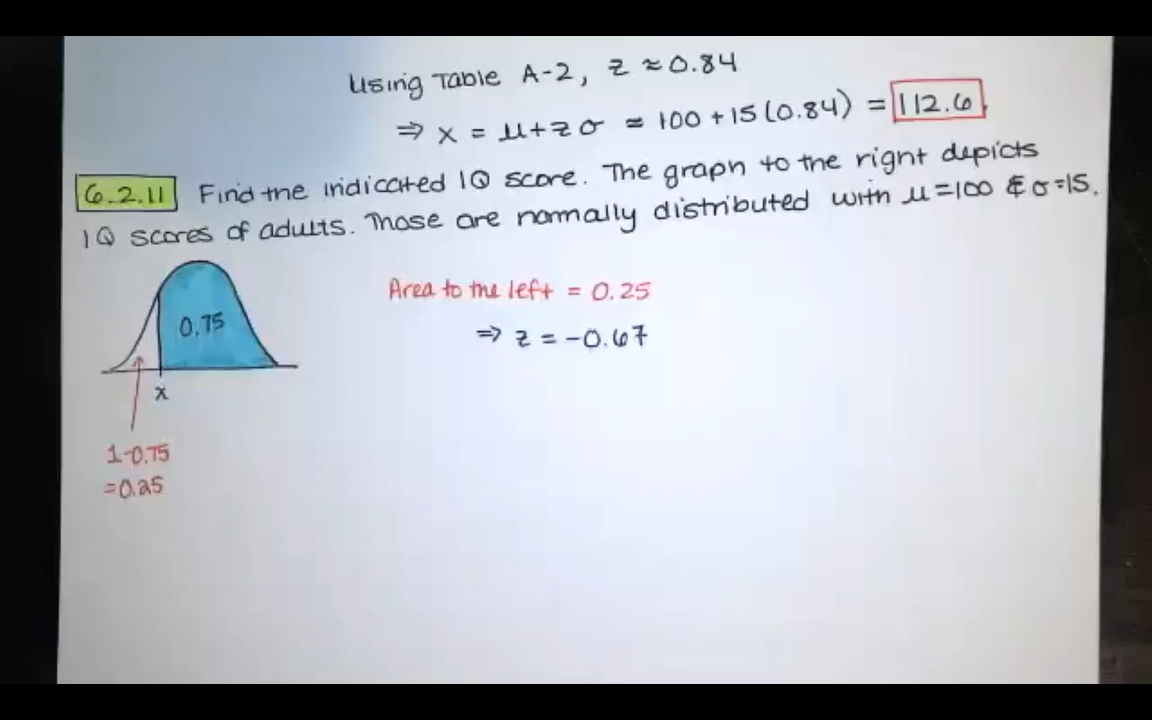 Using Table A-2, z ≈ 0.84
⇒ x = μ + z σ = 100 + 15 (0.84) = 112.6.
6.2.11 Find the indicated IQ score. The graph to the right depicts
IQ scores of adults. Those are normally distributed with μ=100 & σ=15.
Area to the left = 0.25
0.75
⇒ z = -0.67
x
1-0.75
=0.25